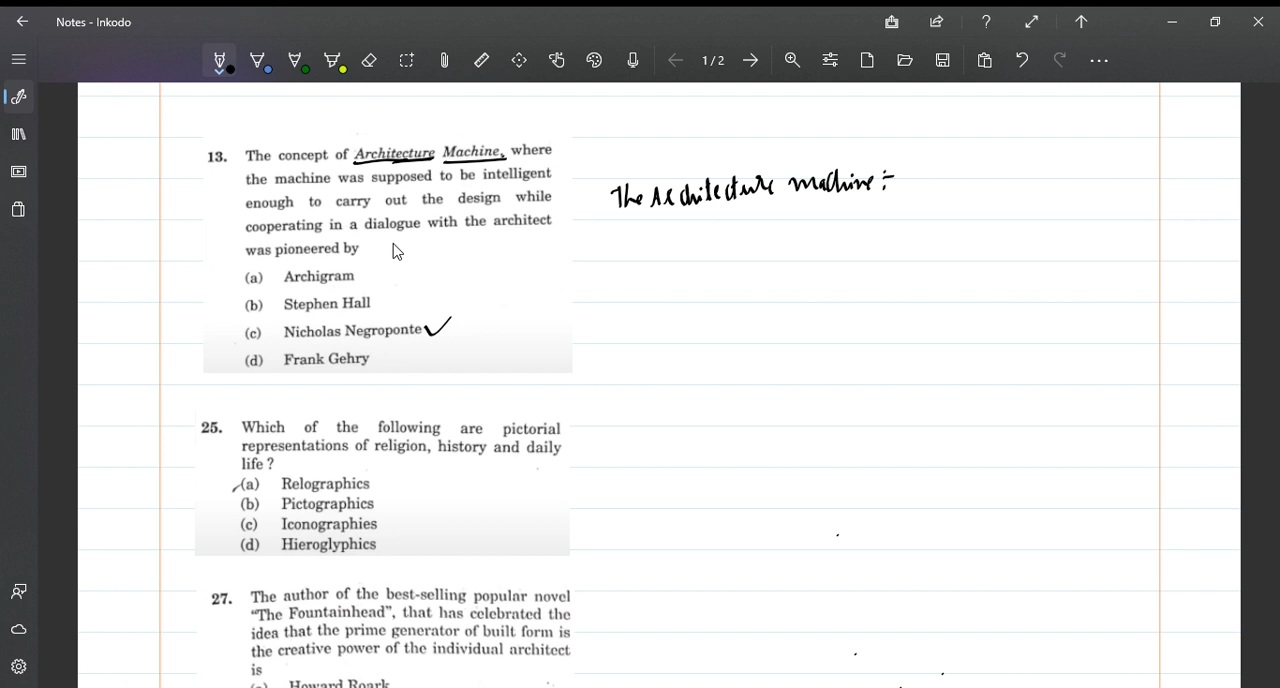 Notes - Inkodo
1 / 2
13. The concept of Architecture Machine, where
the machine was supposed to be intelligent
enough to carry out the design while
cooperating in a dialogue with the architect
was pioneered by
(a) Archigram
(b) Stephen Hall
(c) Nicholas Negroponte
(d) Frank Gehry
The Architecture machine :-
25. Which of the following are pictorial
representations of religion, history and daily
life ?
(a) Relographics
(b) Pictographics
(c) Iconographies
(d) Hieroglyphics
27. The author of the best-selling popular novel
"The Fountainhead", that has celebrated the
idea that the prime generator of built form is
the creative power of the individual architect
is
(a) Howard Roark